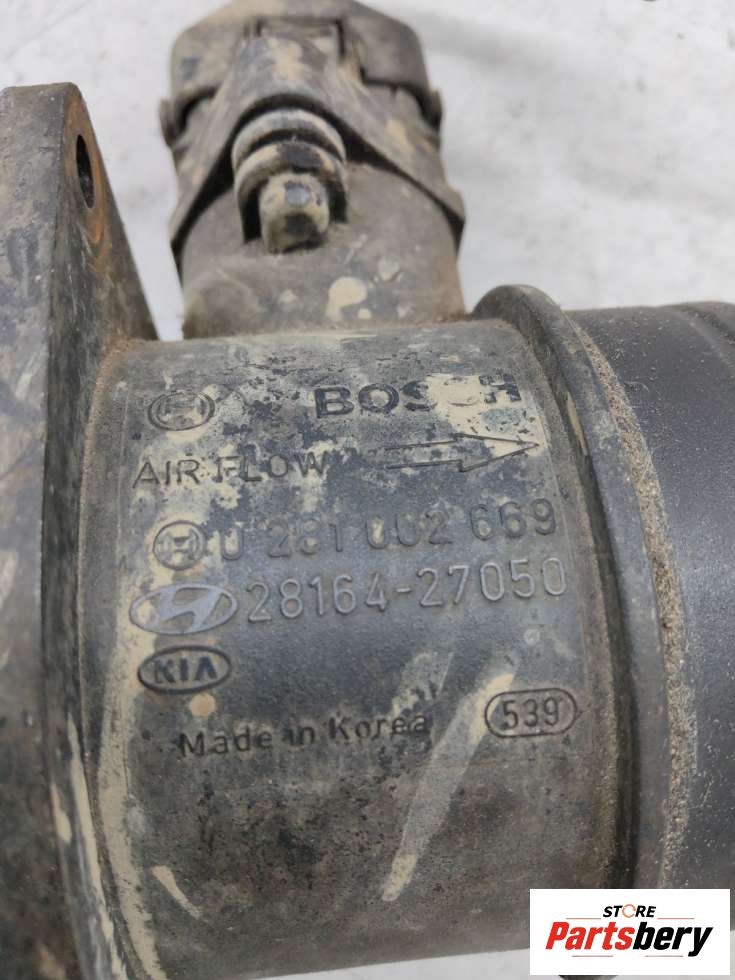 BOSCH
AIR FLOW
0 281 002 669
28164-27050
KIA
Made in Korea 539
STORE
Partsbery